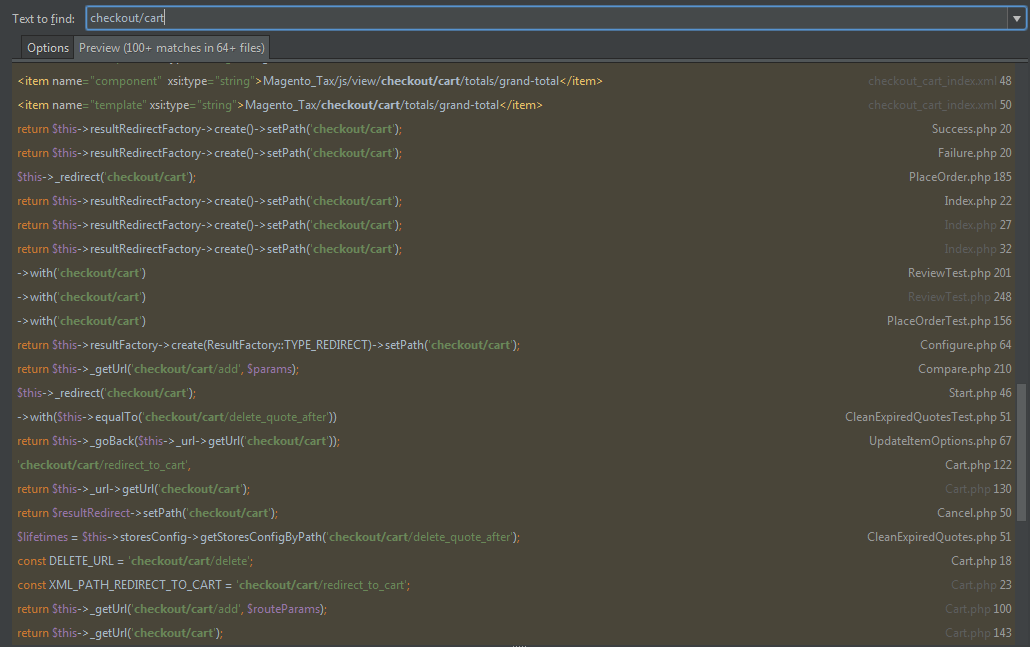 Text to find: checkout/cart
Options Preview (100+ matches in 64+ files)
<item name="component" xsi:type="string">Magento_Tax/js/view/checkout/cart/totals/grand-total</item> checkout_cart_index.xml 48
<item name="template" xsi:type="string">Magento_Tax/checkout/cart/totals/grand-total</item> checkout_cart_index.xml 50
return $this->resultRedirectFactory->create()->setPath('checkout/cart'); Success.php 20
return $this->resultRedirectFactory->create()->setPath('checkout/cart'); Failure.php 20
$this->_redirect('checkout/cart'); PlaceOrder.php 185
return $this->resultRedirectFactory->create()->setPath('checkout/cart'); Index.php 22
return $this->resultRedirectFactory->create()->setPath('checkout/cart'); Index.php 27
return $this->resultRedirectFactory->create()->setPath('checkout/cart'); Index.php 32
->with('checkout/cart') ReviewTest.php 201
->with('checkout/cart') ReviewTest.php 248
->with('checkout/cart') PlaceOrderTest.php 156
return $this->resultFactory->create(ResultFactory::TYPE_REDIRECT)->setPath('checkout/cart'); Configure.php 64
return $this->_getUrl('checkout/cart/add', $params); Compare.php 210
$this->_redirect('checkout/cart'); Start.php 46
->with($this->equalTo('checkout/cart/delete_quote_after')) CleanExpiredQuotesTest.php 51
return $this->_goBack($this->_url->getUrl('checkout/cart')); UpdateItemOptions.php 67
'checkout/cart/redirect_to_cart', Cart.php 122
return $this->_url->getUrl('checkout/cart'); Cart.php 130
return $resultRedirect->setPath('checkout/cart'); Cancel.php 50
$lifetimes = $this->storesConfig->getStoresConfigByPath('checkout/cart/delete_quote_after'); CleanExpiredQuotes.php 51
const DELETE_URL = 'checkout/cart/delete'; Cart.php 18
const XML_PATH_REDIRECT_TO_CART = 'checkout/cart/redirect_to_cart'; Cart.php 23
return $this->_getUrl('checkout/cart/add', $routeParams); Cart.php 100
return $this->_getUrl('checkout/cart'); Cart.php 143